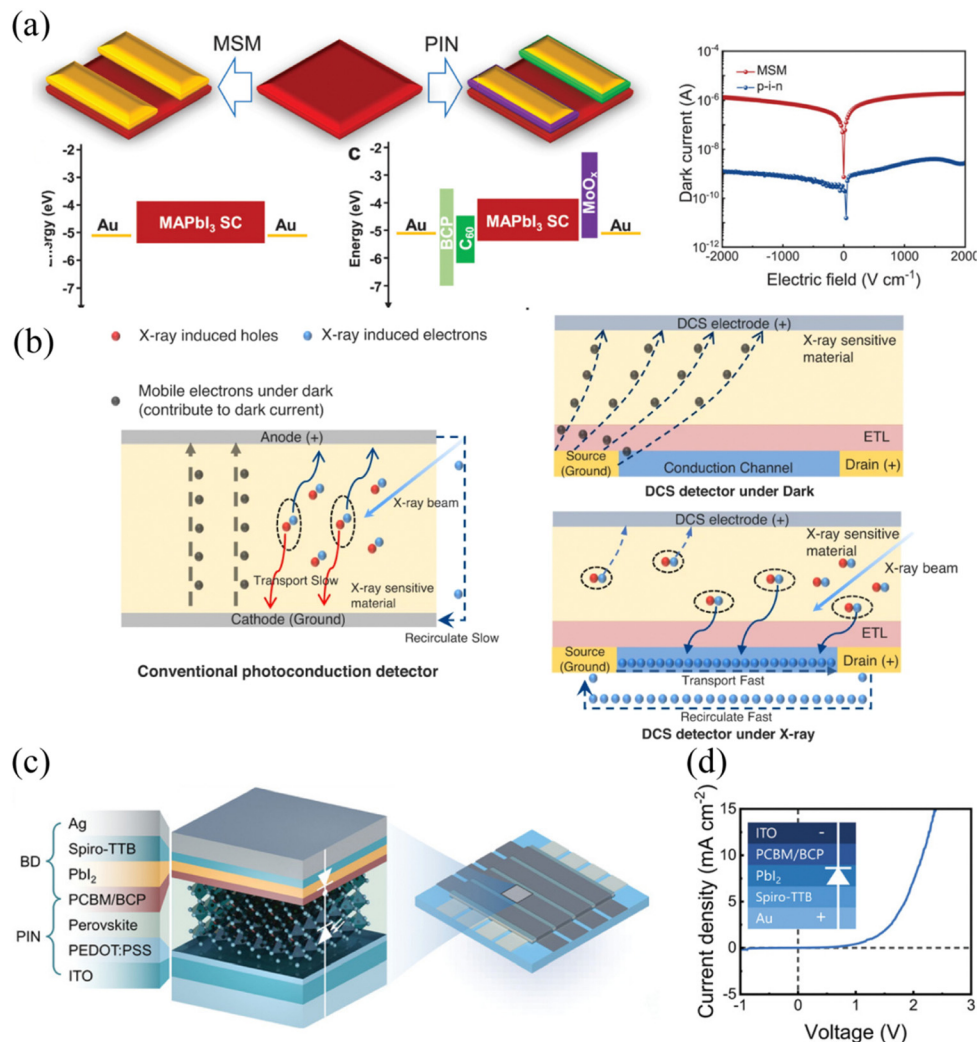 (a)
MSM
PIN
-2
-3
-4
-5
-6
-7
Au
MAPbI₃ SC
Au
c
Energy (eV)
-2
-3
-4
-5
-6
-7
Au
BCP
C₆₀
MAPbI₃ SC
MoOₓ
Au
Dark current (A)
10⁻⁴
10⁻⁶
10⁻⁸
10⁻¹⁰
10⁻¹²
MSM
p-i-n
-2000 -1000 0 1000 2000
Electric field (V cm⁻¹)
(b)
X-ray induced holes
X-ray induced electrons
Mobile electrons under dark
(contribute to dark current)
Anode (+)
X-ray beam
Transport Slow
X-ray sensitive
material
Cathode (Ground)
Recirculate Slow
Conventional photoconduction detector
DCS electrode (+)
X-ray sensitive
material
ETL
Source
(Ground)
Conduction Channel
Drain (+)
DCS detector under Dark
DCS electrode (+)
X-ray sensitive
material
X-ray beam
ETL
Source
(Ground)
Drain (+)
Transport Fast
Recirculate Fast
DCS detector under X-ray
(c)
BD
PIN
Ag
Spiro-TTB
PbI₂
PCBM/BCP
Perovskite
PEDOT:PSS
ITO
(d)
Current density (mA cm⁻²)
15
10
5
0
-5
ITO -
PCBM/BCP
PbI₂
Spiro-TTB
Au +
-1 0 1 2 3
Voltage (V)